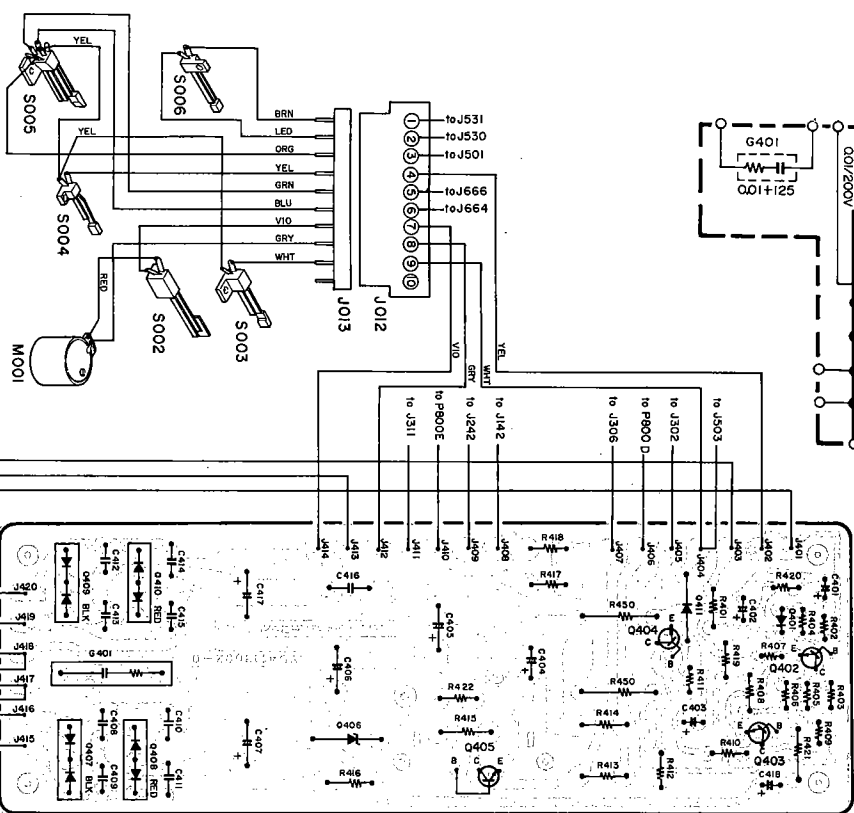 YEL
S005
S006
YEL
S004
RED
M001
S002
S003
BRN
LED
ORG
YEL
GRN
BLU
VIO
GRY
WHT
J013
J012
1
2
3
4
5
6
7
8
9
10
to J531
to J530
to J501
to J666
to J664
G401
0.01+125
0.01/200V
VIO
GRY
WHT
YEL
to J311
to P800E
to J242
to J142
to J306
to P800 D
to J302
to J503
J414
J413
J412
J411
J410
J409
J408
J407
J406
J405
J404
J403
J402
J401
J420
J419
J418
J417
J416
J415
Q409 BLK
C412
C413
Q410 RED
C414
C415
G401
Q407 BLK
C408
C409
Q408 RED
C410
C411
C417
+
C407
+
C416
C406
+
Q406
R416
C405
+
R422
R415
Q405
B C E
R418
R417
C404
+
R450
Q404
E
C
B
R450
R414
R413
R412
Q411
R401
R411
C403
+
C402
+
R419
R408
R410
Q403
E
B
C
C418
+
R420
Q401
R407
R404
R402
C401
+
Q402
E
B
C
R406
R405
R403
R409
R421